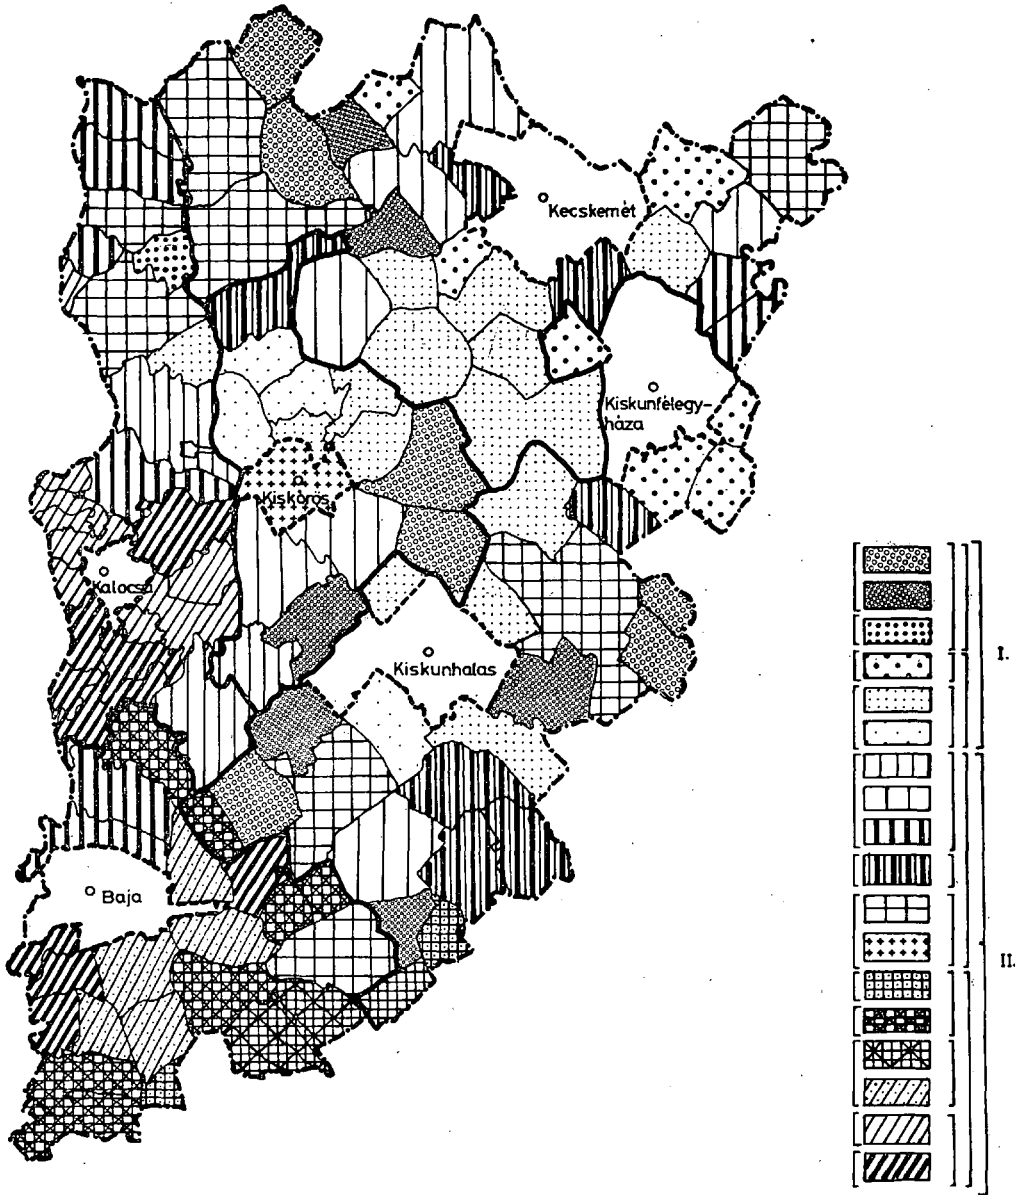 Kecskemét
Kiskunfélegy-
háza
Kiskőrös
Kalocsa
Kiskunhalas
I.
Baja
II.